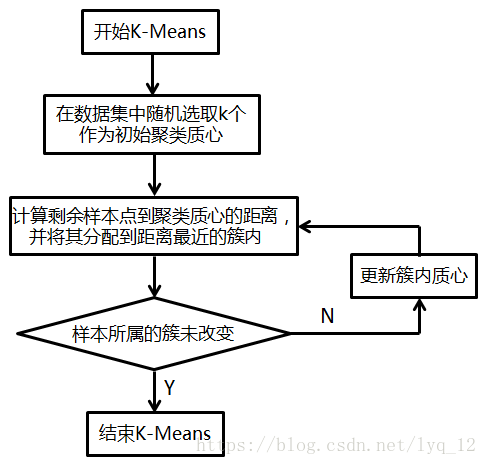 开始K-Means
在数据集中随机选取k个
作为初始聚类质心
计算剩余样本点到聚类质心的距离，
并将其分配到距离最近的簇内
更新簇内质心
样本所属的簇未改变
N
Y
结束K-Means
https://blog.csdn.net/lyq_12